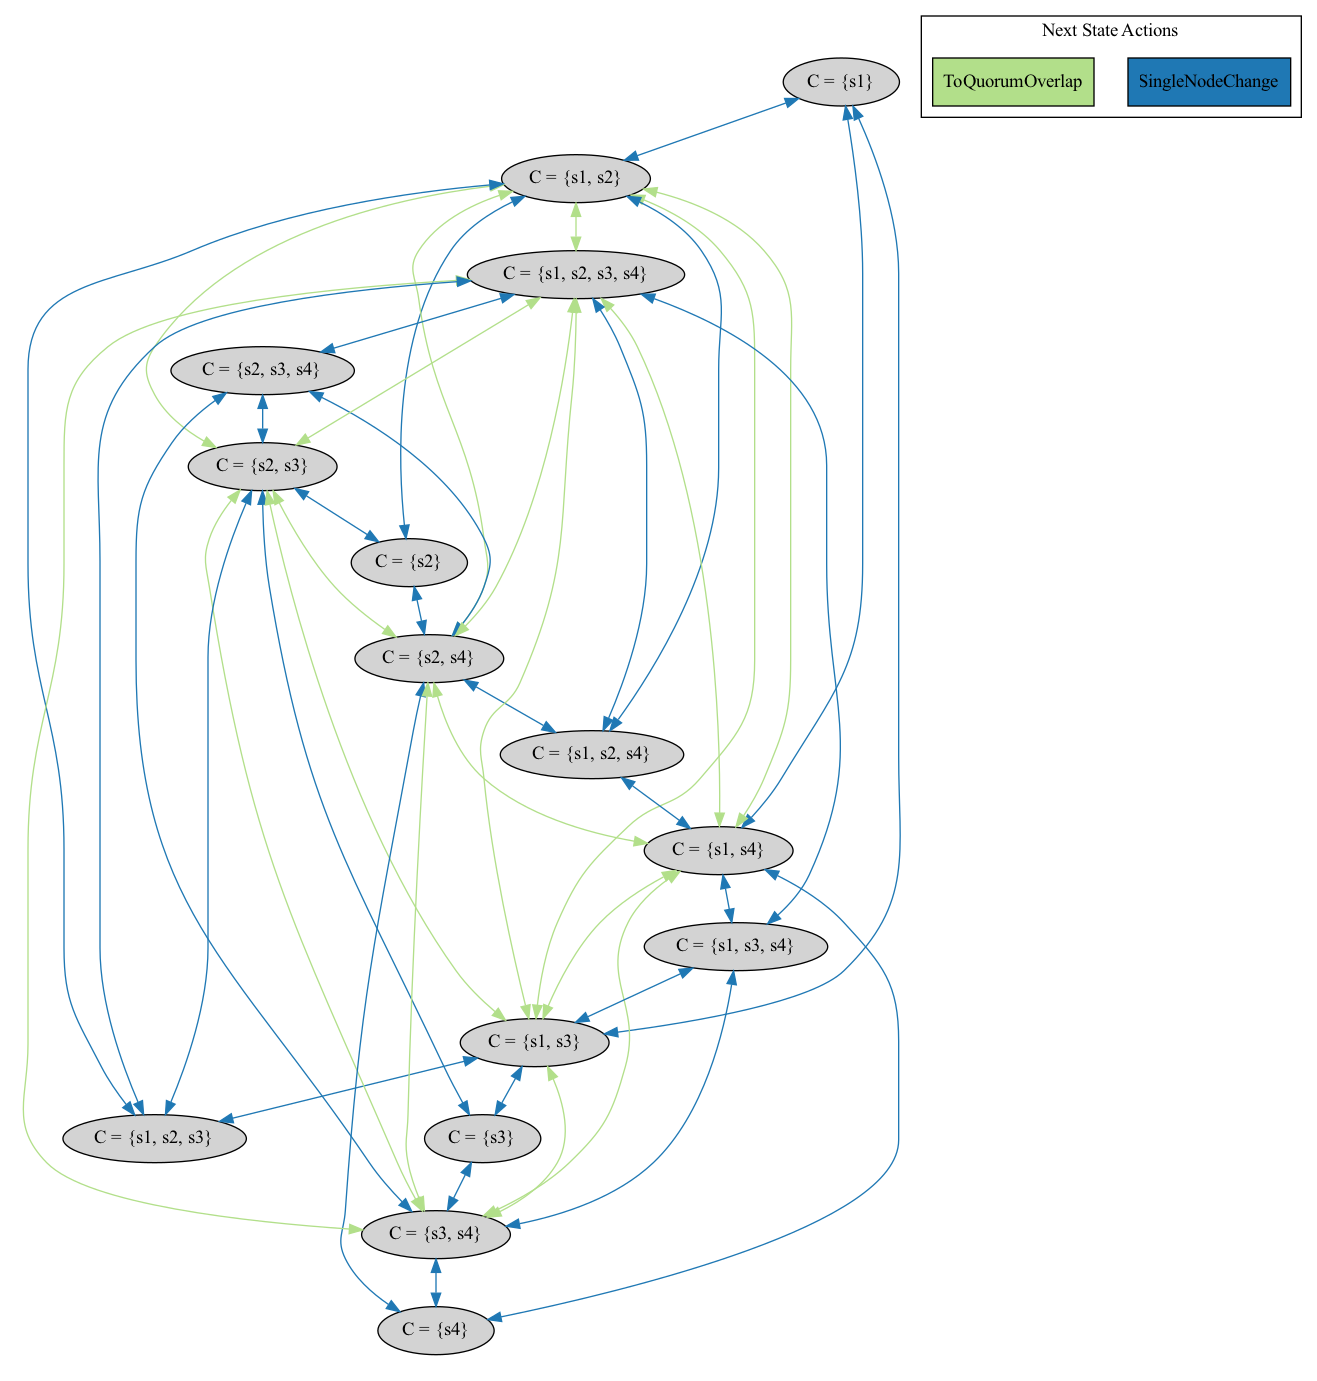 Next State Actions
ToQuorumOverlap
SingleNodeChange
C = {s1}
C = {s1, s2}
C = {s1, s2, s3, s4}
C = {s2, s3, s4}
C = {s2, s3}
C = {s2}
C = {s2, s4}
C = {s1, s2, s4}
C = {s1, s4}
C = {s1, s3, s4}
C = {s1, s3}
C = {s1, s2, s3}
C = {s3}
C = {s3, s4}
C = {s4}